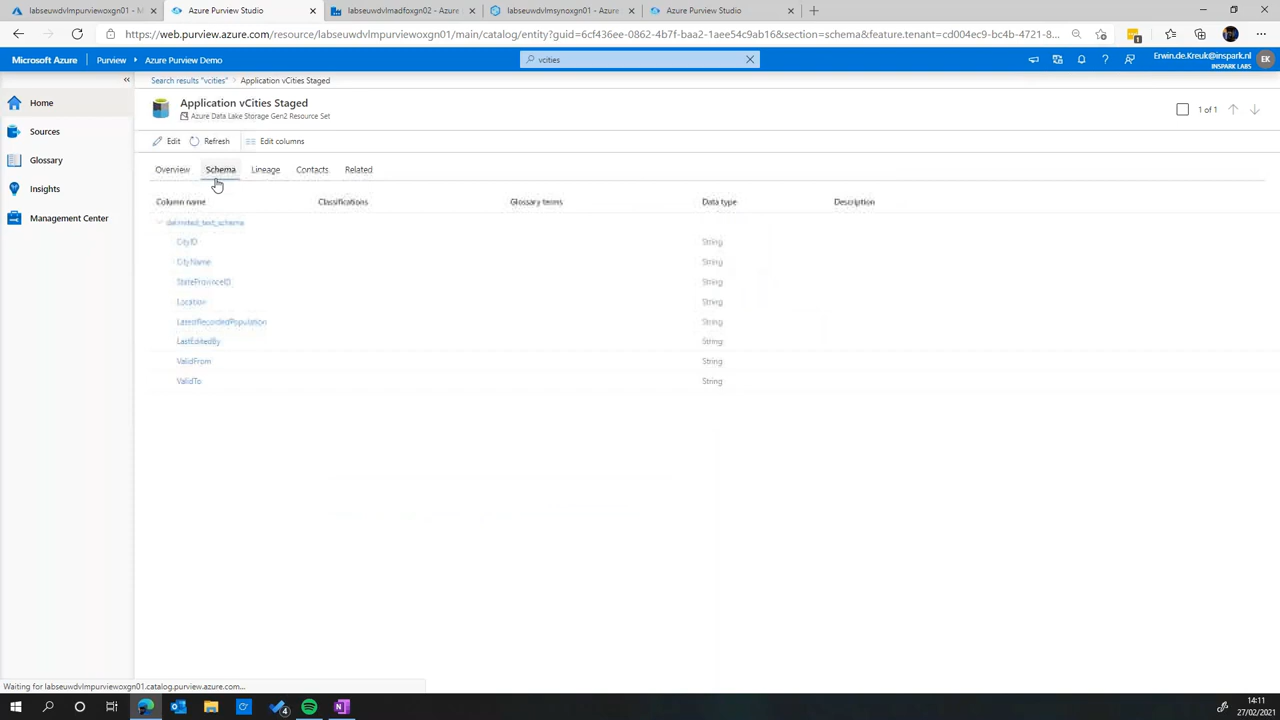 labseuwdvlmpurviewoxgn01 - M
Azure Purview Studio
labseuwdvlmadfoxgn02 - Azure D
labseuwdvlmsynoxgn01 - Azure S
Azure Purview Studio
https://web.purview.azure.com/resource/labseuwdvlmpurviewoxgn01/main/catalog/entity?guid=6cf436ee-0862-4b7f-baa2-1aee54c9ab16&section=schema&feature.tenant=cd004ec9-bc4b-4721-8...
Microsoft Azure
Purview
Azure Purview Demo
vcities
Erwin.de.Kreuk@inspark.nl
INSPARK LABS
EK
Search results "vcities"
Application vCities Staged
Home
Sources
Glossary
Insights
Management Center
Application vCities Staged
Azure Data Lake Storage Gen2 Resource Set
1 of 1
Edit
Refresh
Edit columns
Overview
Schema
Lineage
Contacts
Related
Column name
Classifications
Glossary terms
Data type
Description
delimited_text_schema
CityID
String
CityName
String
StateProvinceID
String
Location
String
LatestRecordedPopulation
String
LastEditedBy
String
ValidFrom
String
ValidTo
String
Waiting for labseuwdvlmpurviewoxgn01.catalog.purview.azure.com...
4
14:11
27/02/2021